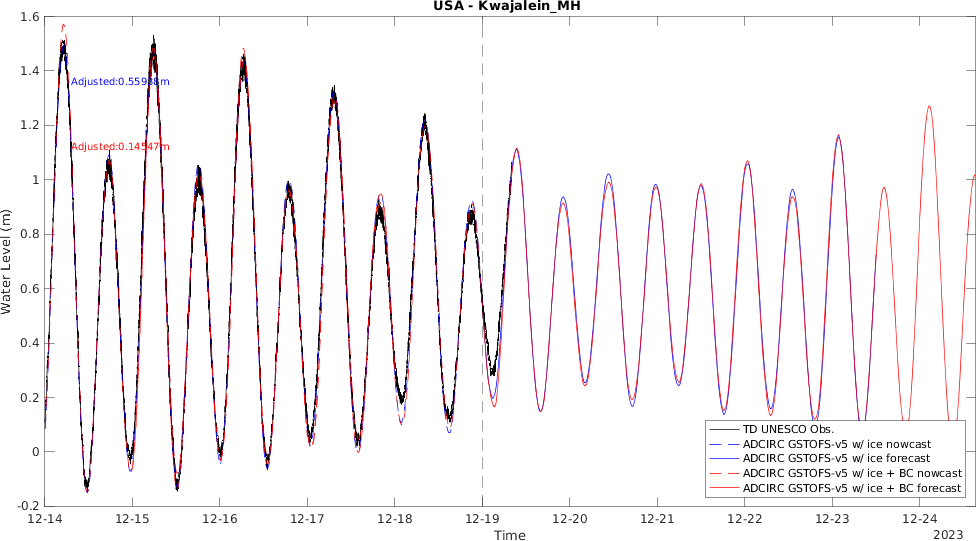 USA - Kwajalein_MH
1.6
1.4
1.2
1
0.8
0.6
0.4
0.2
0
-0.2
Water Level (m)
Adjusted:0.55938m
Adjusted:0.14547m
TD UNESCO Obs.
ADCIRC GSTOFS-v5 w/ ice nowcast
ADCIRC GSTOFS-v5 w/ ice forecast
ADCIRC GSTOFS-v5 w/ ice + BC nowcast
ADCIRC GSTOFS-v5 w/ ice + BC forecast
12-14 12-15 12-16 12-17 12-18 12-19 12-20 12-21 12-22 12-23 12-24
Time
2023